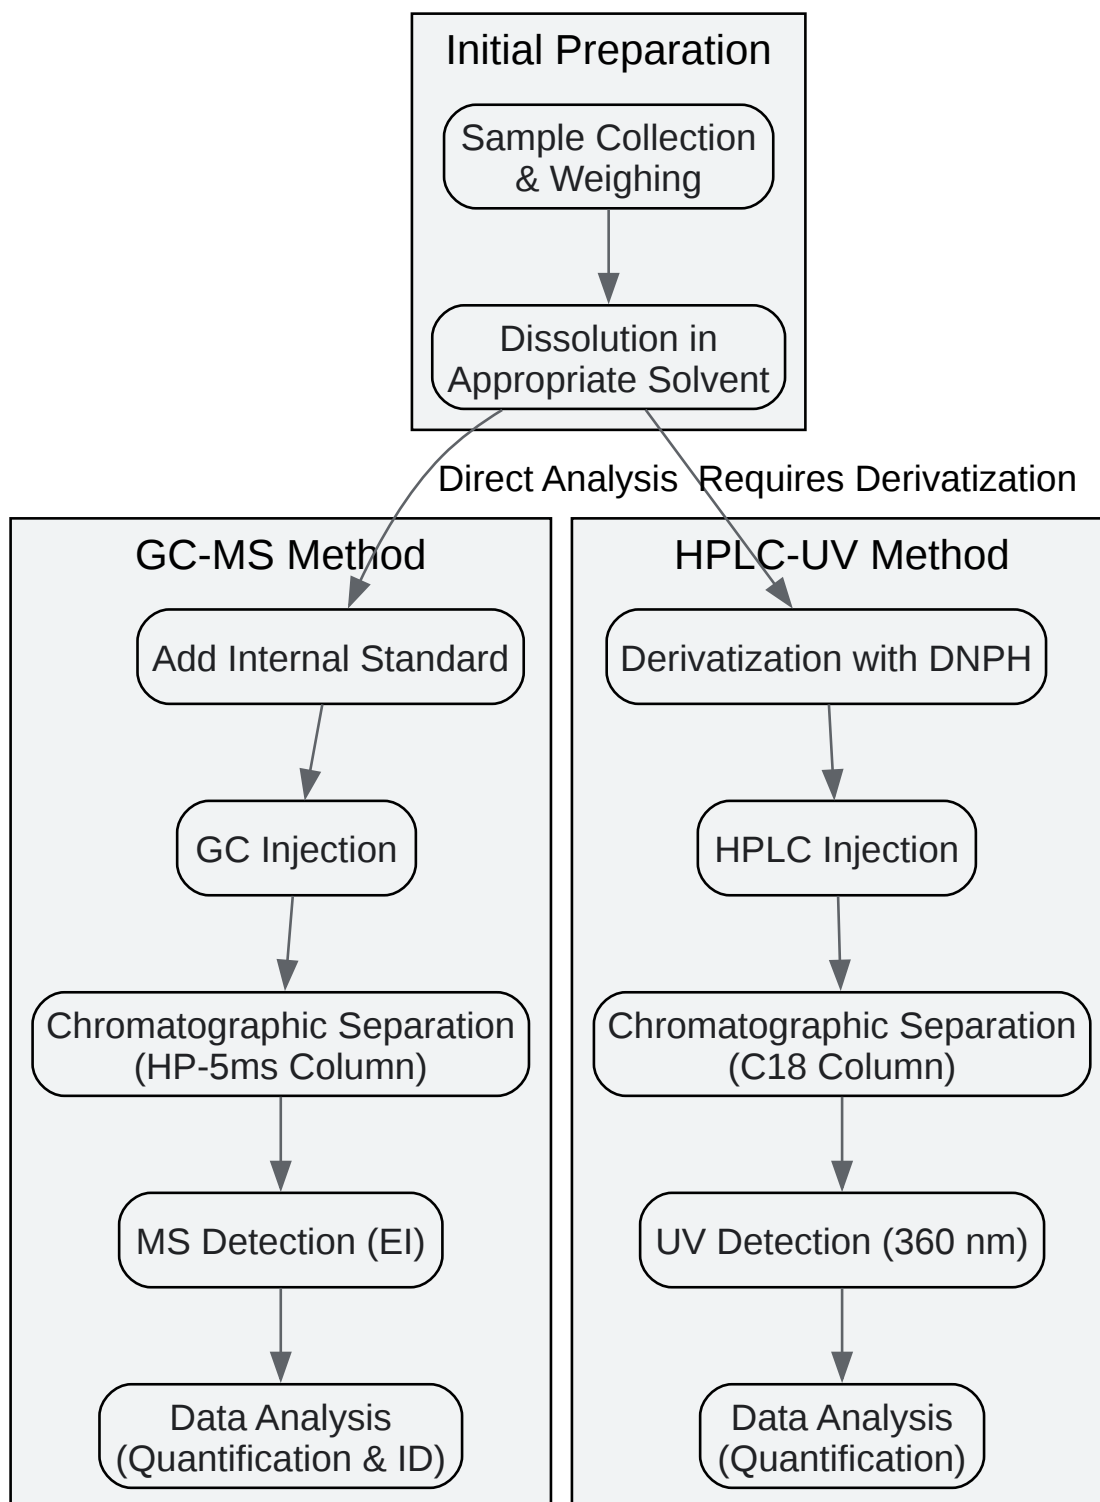 Initial Preparation
Sample Collection
& Weighing
Dissolution in
Appropriate Solvent
Direct Analysis
Requires Derivatization
GC-MS Method
Add Internal Standard
GC Injection
Chromatographic Separation
(HP-5ms Column)
MS Detection (EI)
Data Analysis
(Quantification & ID)
HPLC-UV Method
Derivatization with DNPH
HPLC Injection
Chromatographic Separation
(C18 Column)
UV Detection (360 nm)
Data Analysis
(Quantification)